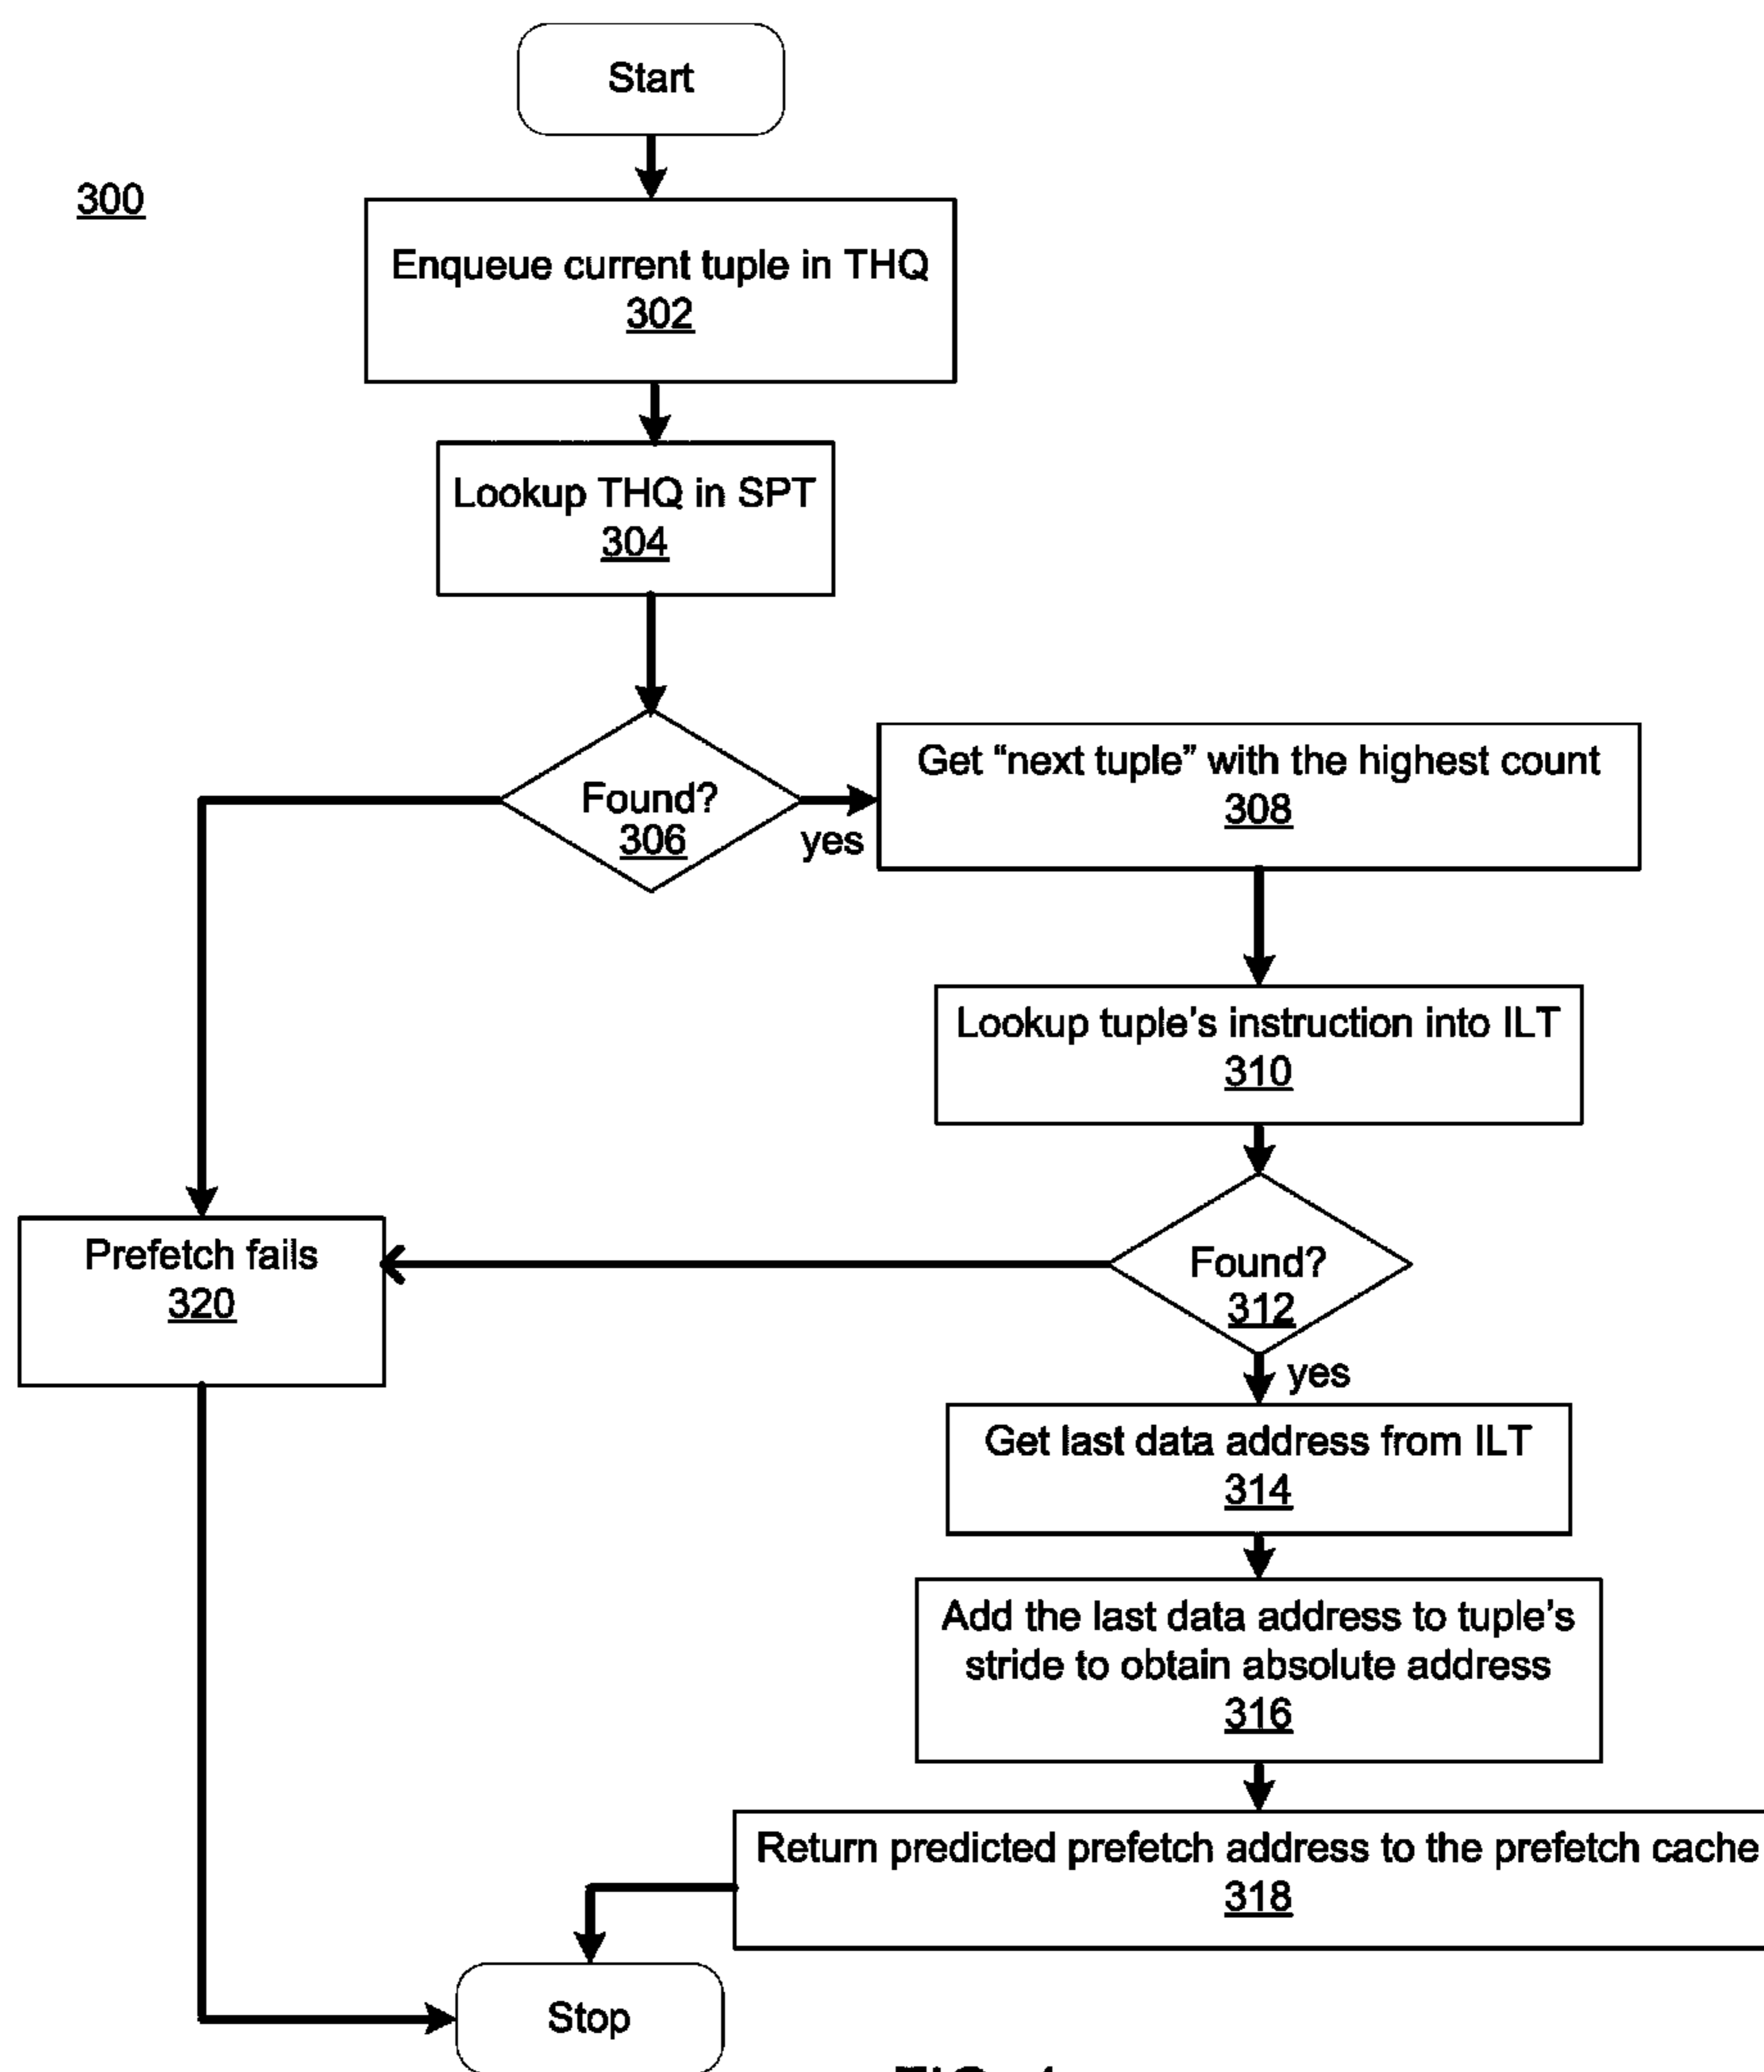 Start
300
Enqueue current tuple in THQ
302
Lookup THQ in SPT
304
Found?
306
yes
Get “next tuple” with the highest count
308
Lookup tuple’s instruction into ILT
310
Found?
312
yes
Prefetch fails
320
Get last data address from ILT
314
Add the last data address to tuple’s
stride to obtain absolute address
316
Return predicted prefetch address to the prefetch cache
318
Stop